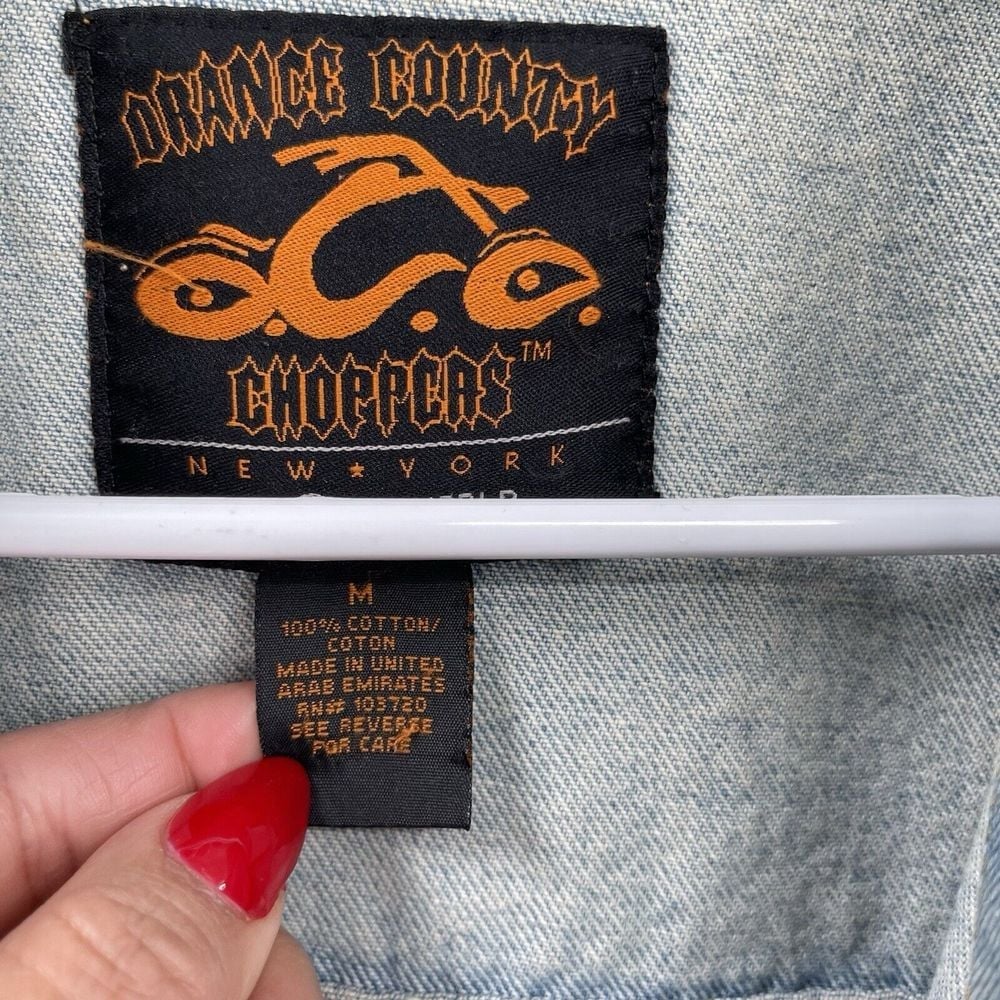 ORANGE COUNTY
CHOPPERS™
NEW ★ YORK
M
100% COTTON/
COTON
MADE IN UNITED
ARAB EMIRATES
RN# 103720
SEE REVERSE
FOR CARE